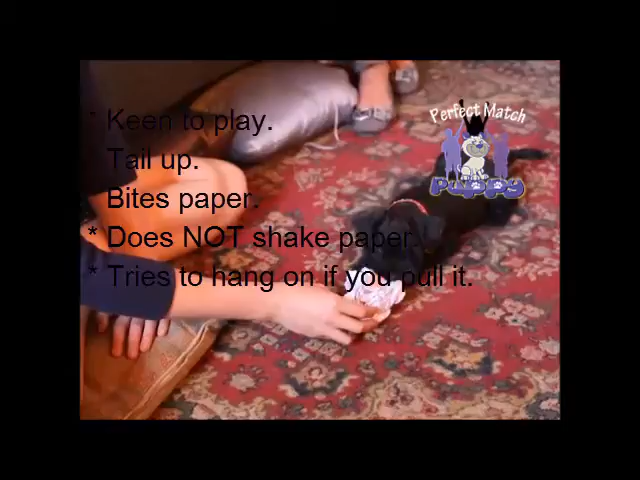 * Keen to play.
Tail up.
Bites paper.
* Does NOT shake paper.
* Tries to hang on if you pull it.
Perfect Match
Puppy